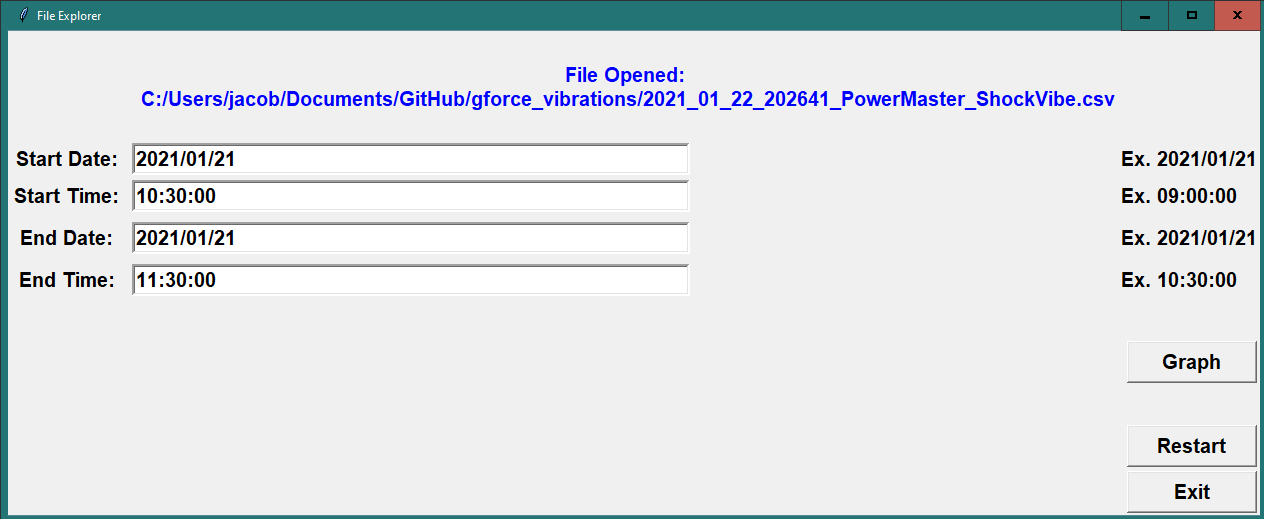 File Explorer
File Opened:
C:/Users/jacob/Documents/GitHub/gforce_vibrations/2021_01_22_202641_PowerMaster_ShockVibe.csv
Start Date: 2021/01/21 Ex. 2021/01/21
Start Time: 10:30:00 Ex. 09:00:00
End Date: 2021/01/21 Ex. 2021/01/21
End Time: 11:30:00 Ex. 10:30:00
Graph
Restart
Exit